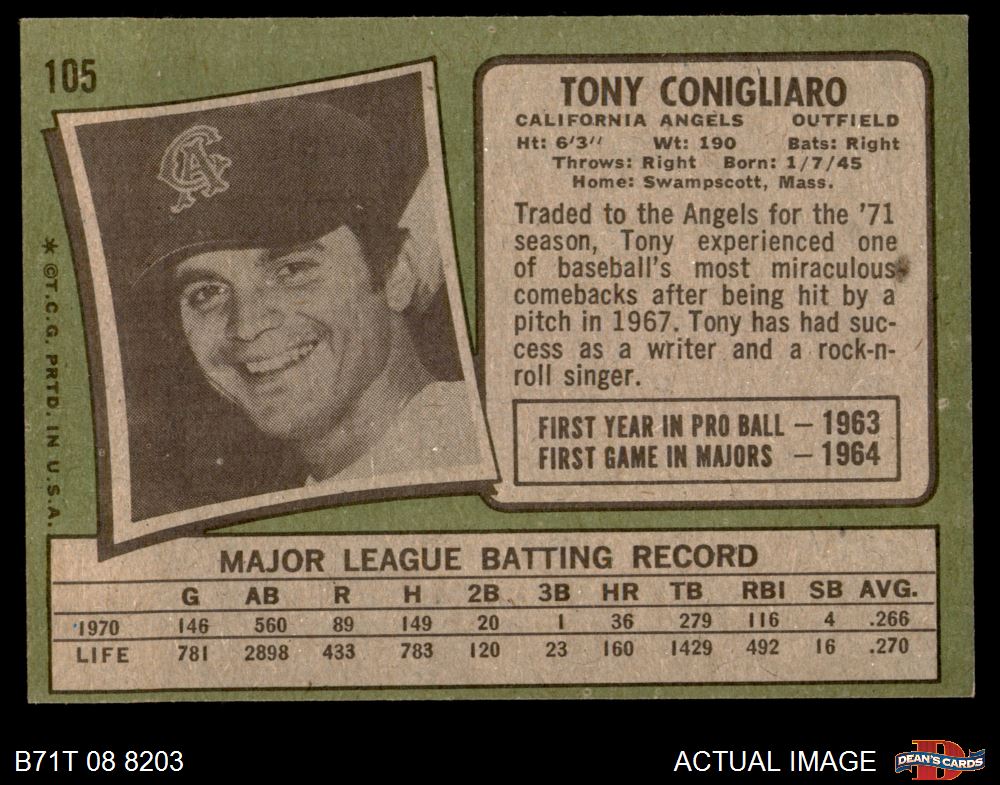 105
CA
TONY CONIGLIARO
CALIFORNIA ANGELS OUTFIELD
Ht: 6'3" Wt: 190 Bats: Right
Throws: Right Born: 1/7/45
Home: Swampscott, Mass.
Traded to the Angels for the '71
season, Tony experienced one
of baseball's most miraculous
comebacks after being hit by a
pitch in 1967. Tony has had suc-
cess as a writer and a rock-n-
roll singer.
FIRST YEAR IN PRO BALL — 1963
FIRST GAME IN MAJORS — 1964
* ©T.C.G. PRTD. IN U.S.A.
MAJOR LEAGUE BATTING RECORD
G AB R H 2B 3B HR TB RBI SB AVG.
1970 146 560 89 149 20 1 36 279 116 4 .266
LIFE 781 2898 433 783 120 23 160 1429 492 16 .270
B71T 08 8203
ACTUAL IMAGE
D
DEAN'S CARDS